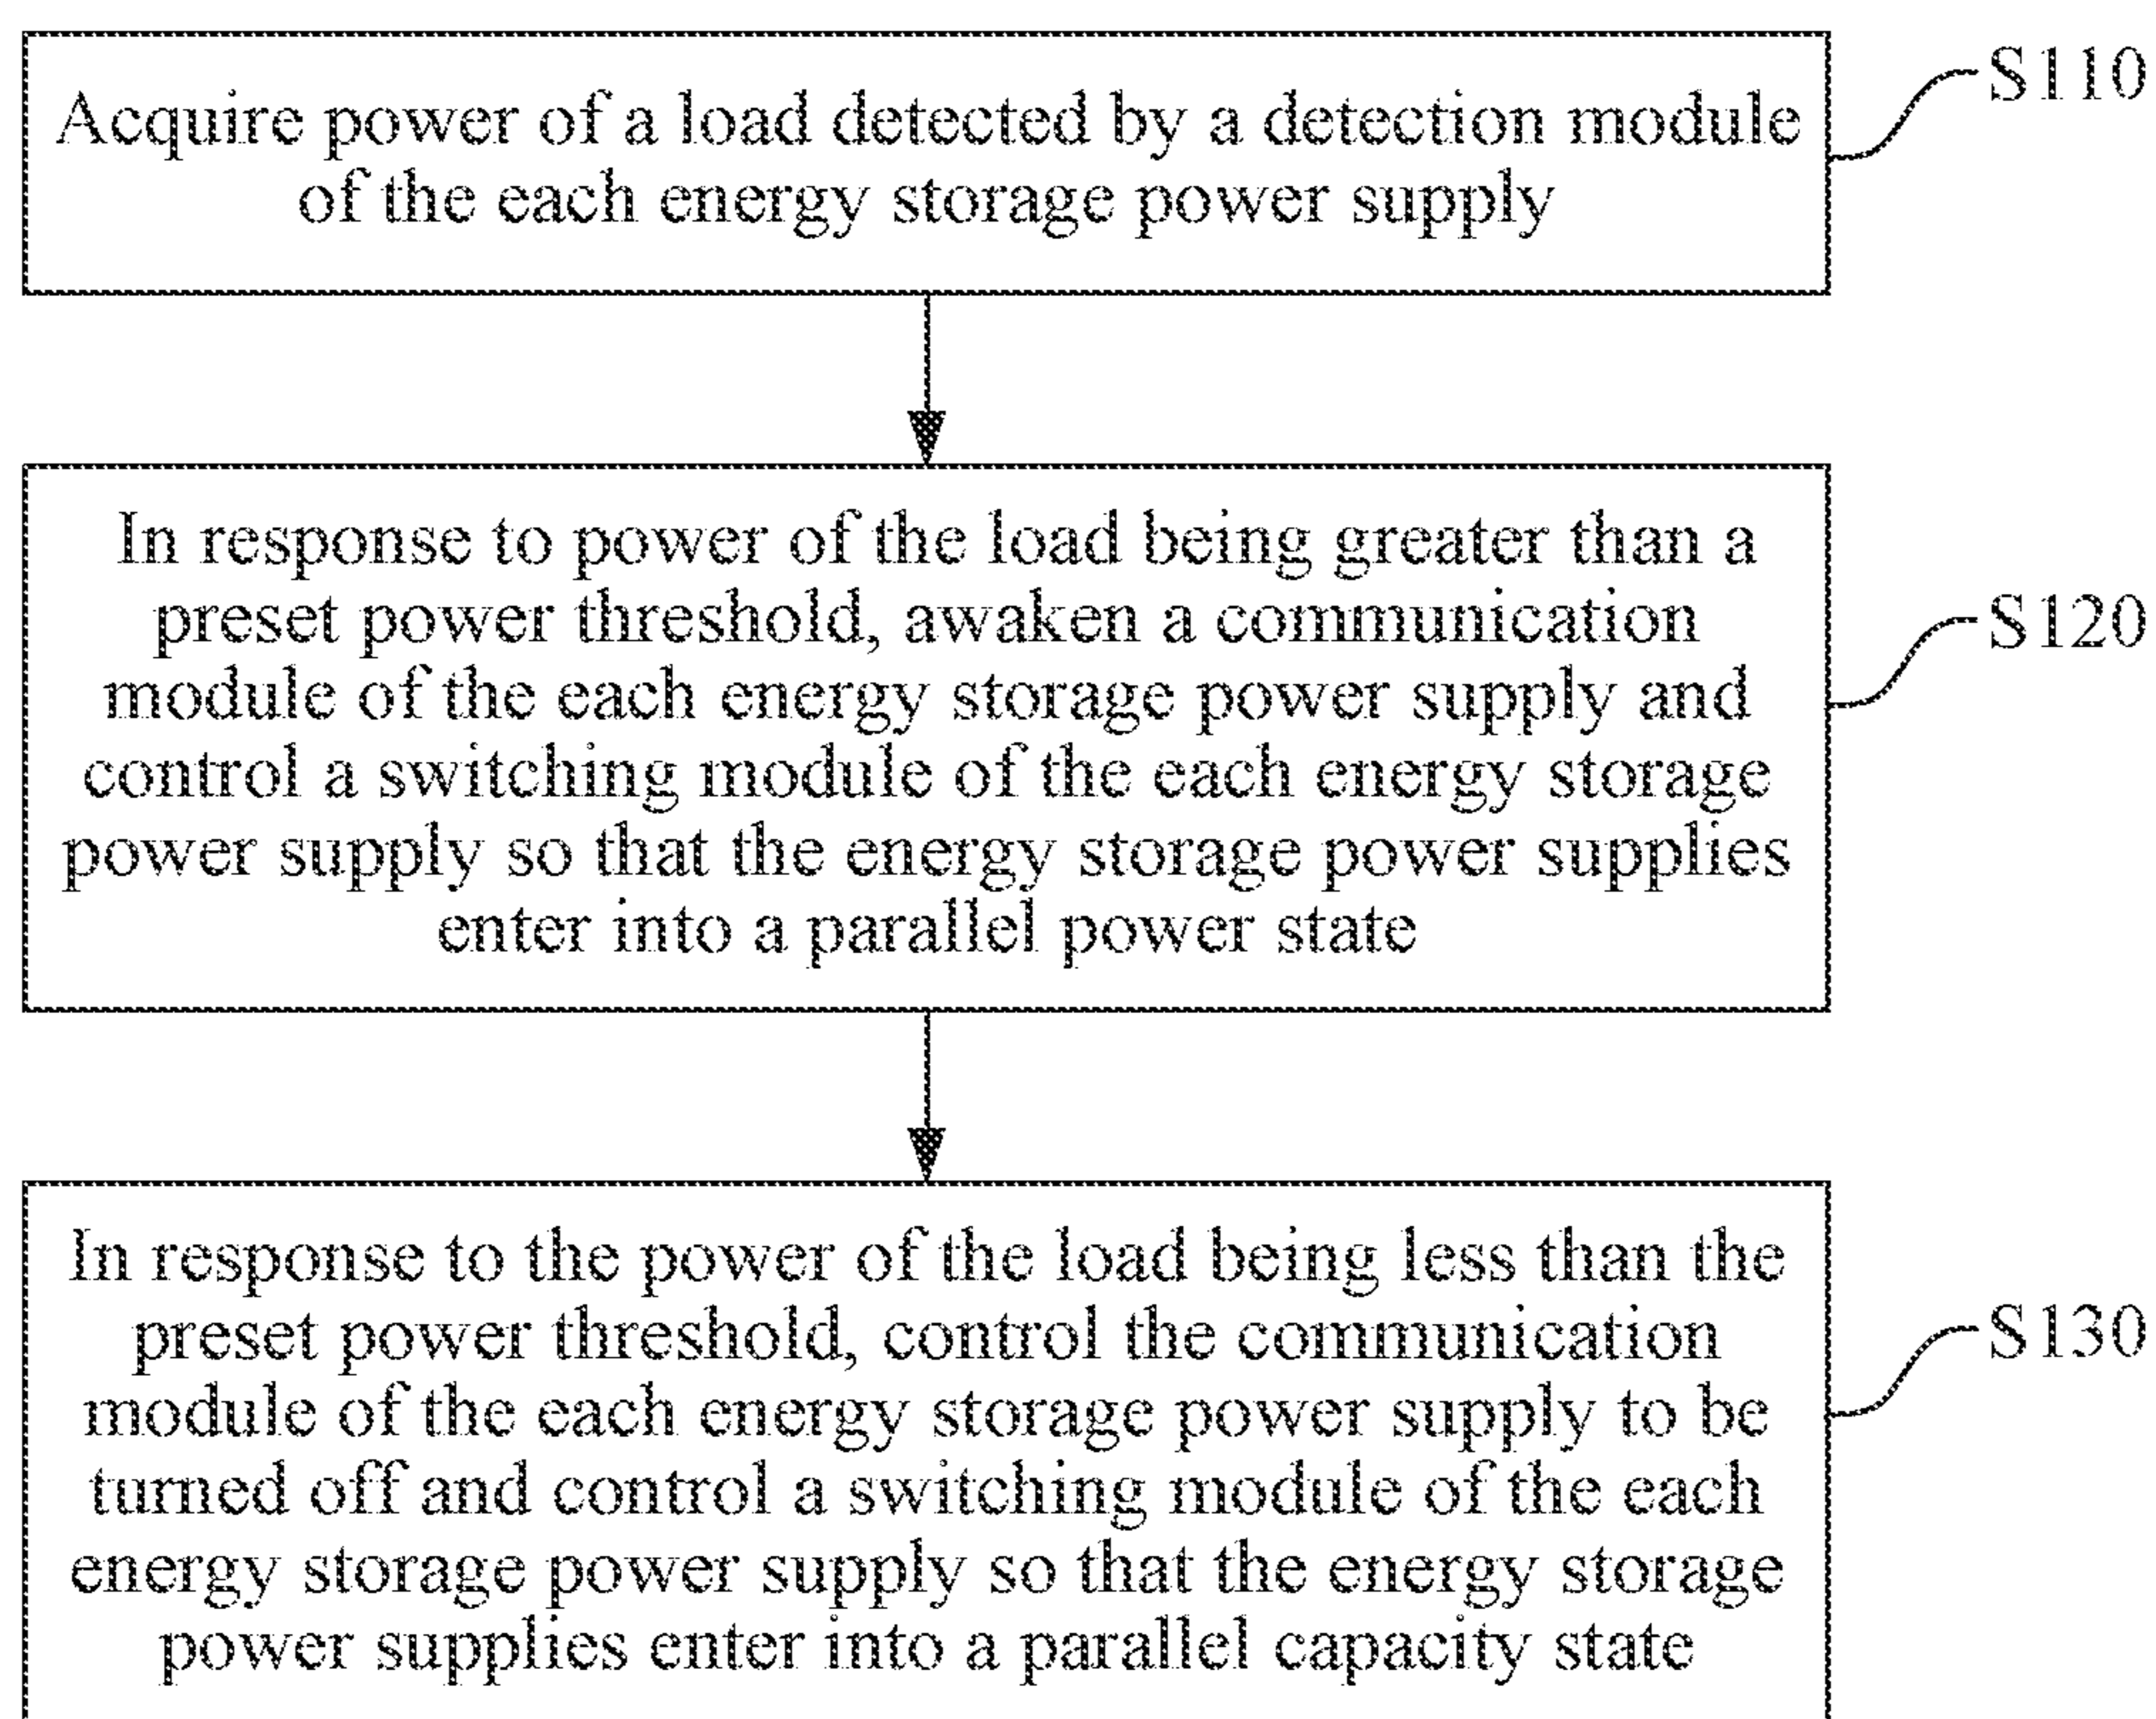 Acquire power of a load detected by a detection module
of the each energy storage power supply
S110
In response to power of the load being greater than a
preset power threshold, awaken a communication
module of the each energy storage power supply and
control a switching module of the each energy storage
power supply so that the energy storage power supplies
enter into a parallel power state
S120
In response to the power of the load being less than the
preset power threshold, control the communication
module of the each energy storage power supply to be
turned off and control a switching module of the each
energy storage power supply so that the energy storage
power supplies enter into a parallel capacity state
S130